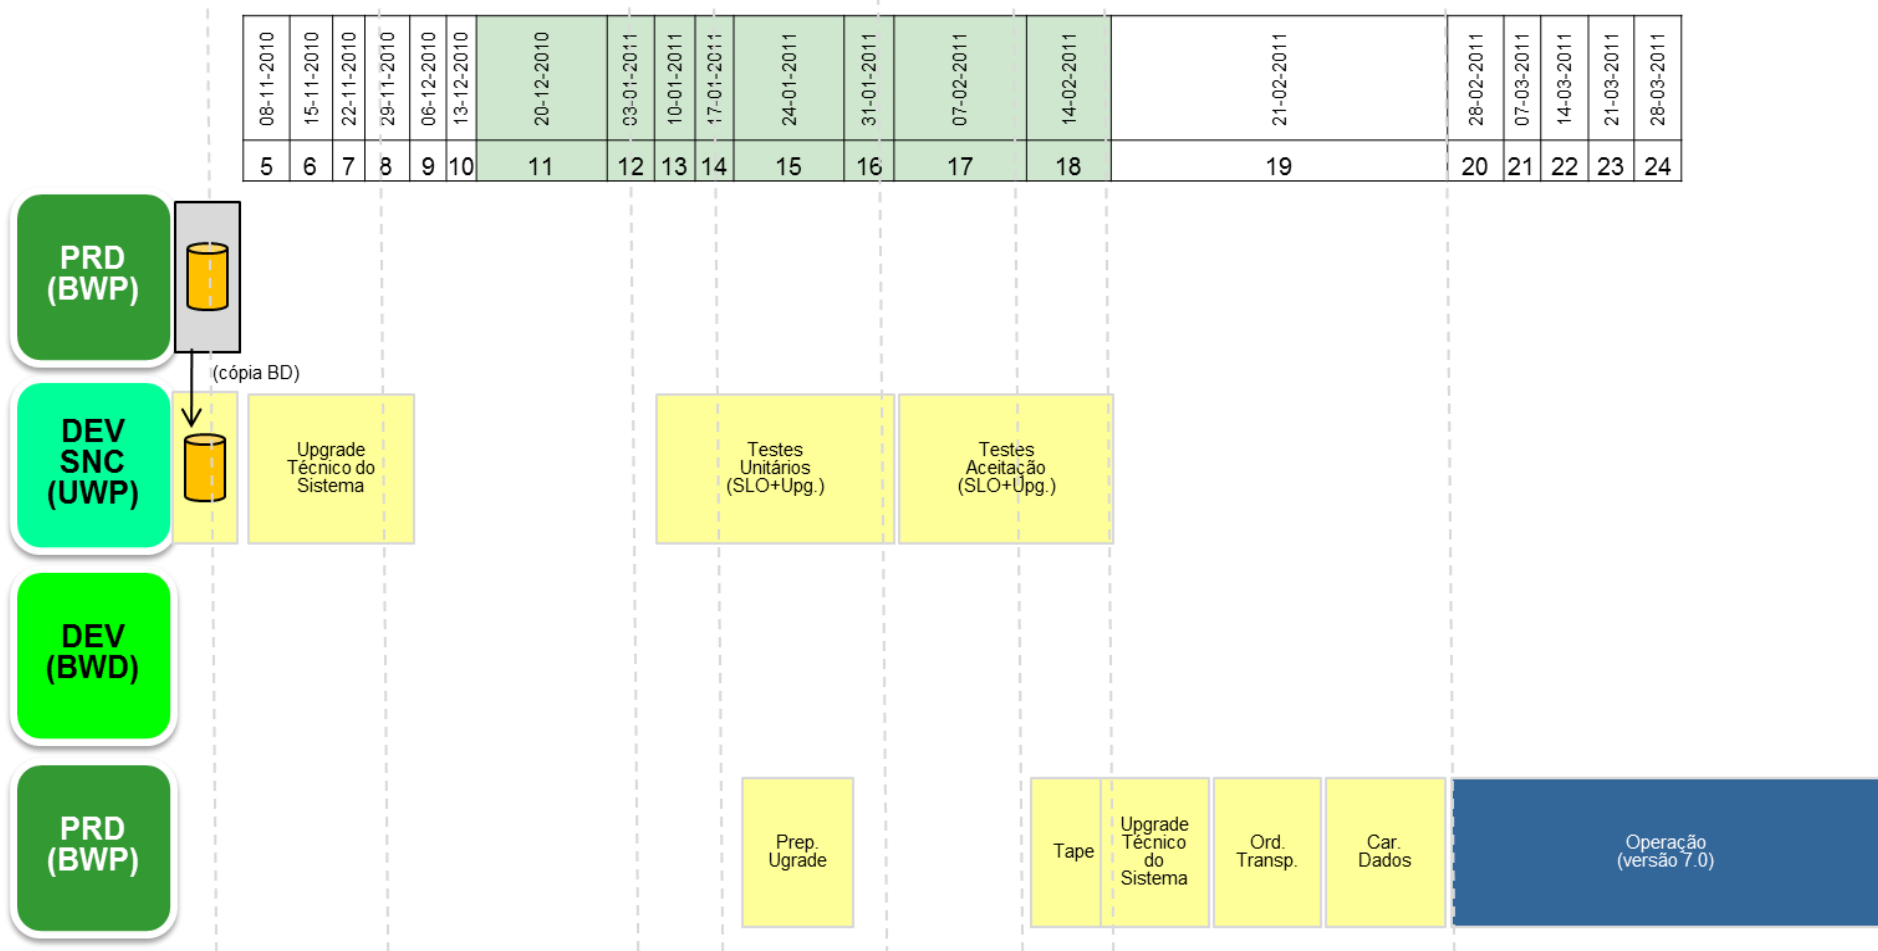 08-11-2010
15-11-2010
22-11-2010
29-11-2010
06-12-2010
13-12-2010
20-12-2010
03-01-2011
10-01-2011
17-01-2011
24-01-2011
31-01-2011
07-02-2011
14-02-2011
21-02-2011
28-02-2011
07-03-2011
14-03-2011
21-03-2011
28-03-2011
5 6 7 8 9 10 11 12 13 14 15 16 17 18 19 20 21 22 23 24
PRD
(BWP)
(cópia BD)
DEV
SNC
(UWP)
Upgrade
Técnico do
Sistema
Testes
Unitários
(SLO+Upg.)
Testes
Aceitação
(SLO+Upg.)
DEV
(BWD)
PRD
(BWP)
Prep.
Ugrade
Tape
Upgrade
Técnico
do
Sistema
Ord.
Transp.
Car.
Dados
Operação
(versão 7.0)